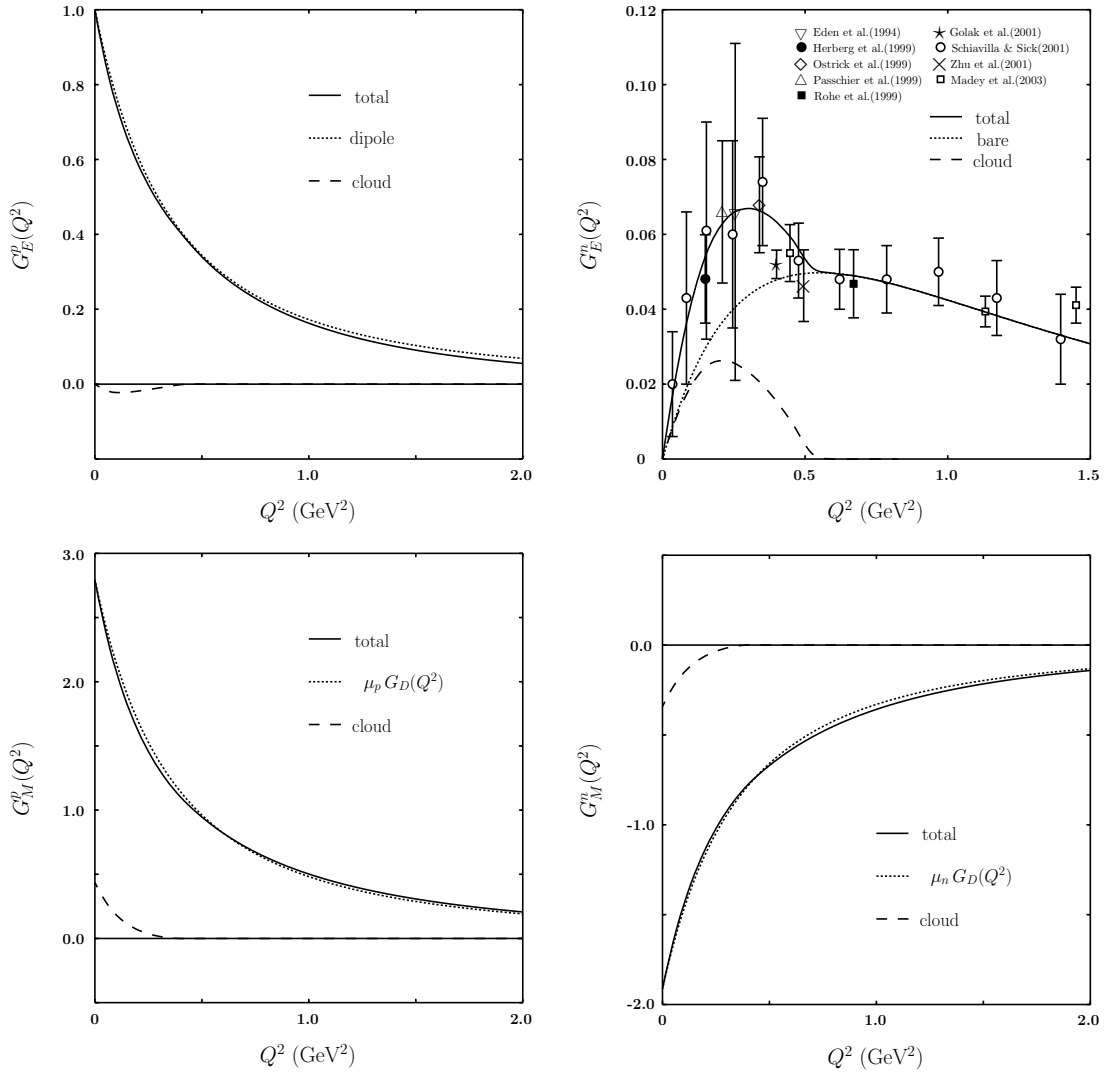 1.0
0.8
0.6
0.4
0.2
0.0
G_E^p(Q^2)
total
dipole
cloud
0 1.0 2.0
Q^2 (GeV^2)
0.12
0.10
0.08
0.06
0.04
0.02
0
G_E^n(Q^2)
Eden et al.(1994)
Herberg et al.(1999)
Ostrick et al.(1999)
Passchier et al.(1999)
Rohe et al.(1999)
Golak et al.(2001)
Schiavilla & Sick(2001)
Zhu et al.(2001)
Madey et al.(2003)
total
bare
cloud
0 0.5 1.0 1.5
Q^2 (GeV^2)
3.0
2.0
1.0
0.0
G_M^p(Q^2)
total
μ_p G_D(Q^2)
cloud
0 1.0 2.0
Q^2 (GeV^2)
0.0
-1.0
-2.0
G_M^n(Q^2)
total
μ_n G_D(Q^2)
cloud
0 1.0 2.0
Q^2 (GeV^2)